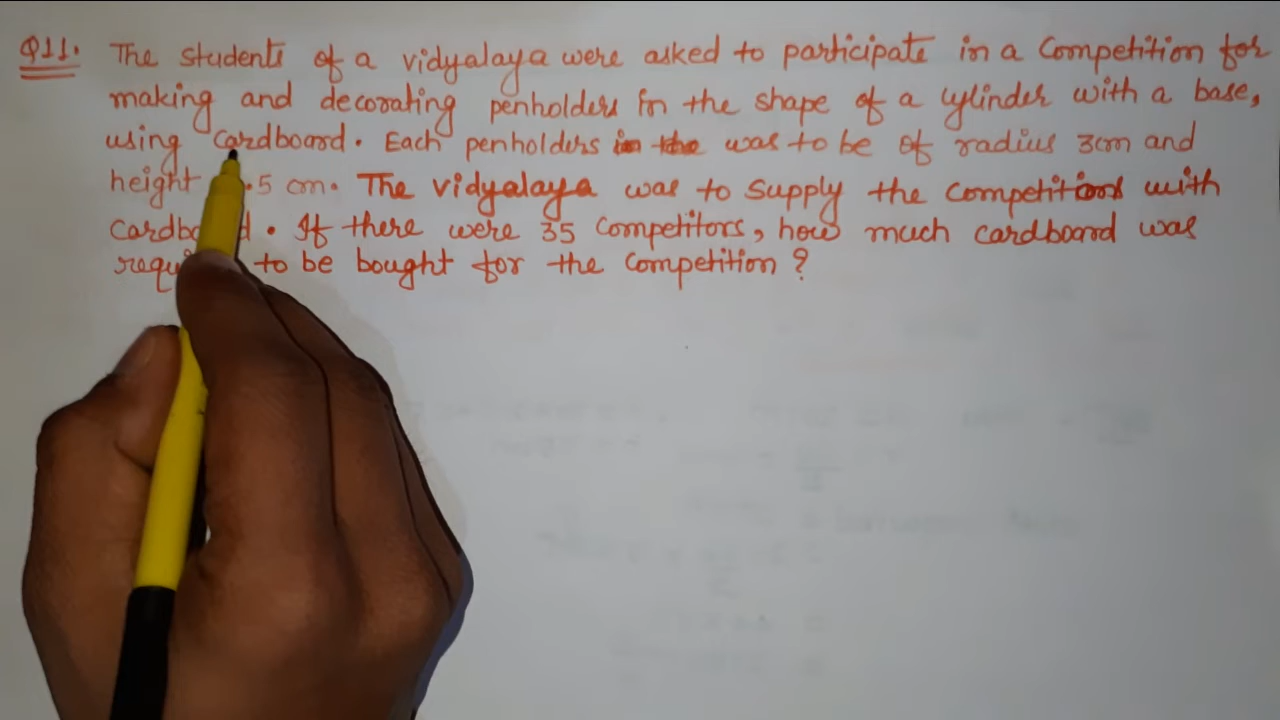 Q11. The students of a vidyalaya were asked to participate in a Competition for
making and decorating penholders in the shape of a cylinder with a base,
using cardboard. Each penholders in the was to be of radius 3cm and
height .5 cm. The vidyalaya was to supply the competitors with
cardbo d. If there were 35 Competitors, how much cardboard was
requi to be bought for the Competition ?